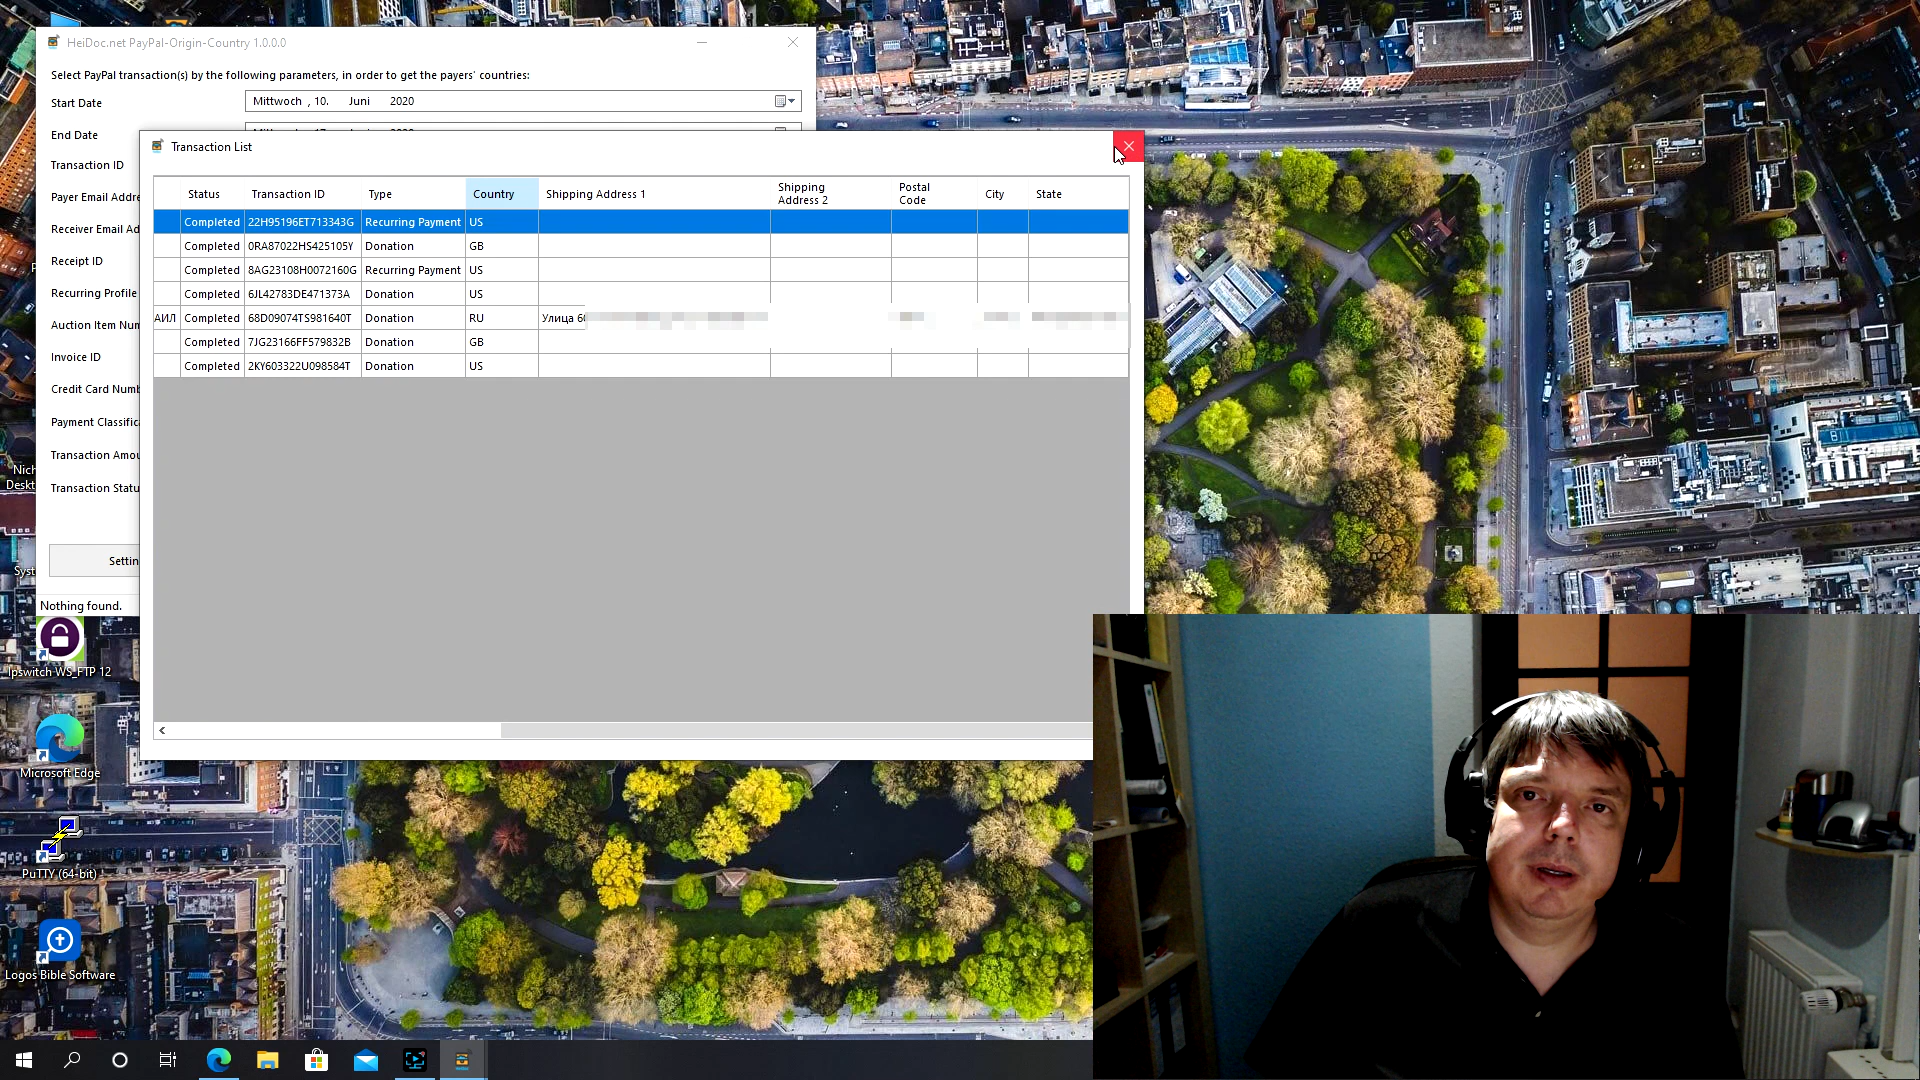 HeiDoc.net PayPal-Origin-Country 1.0.0.0
Select PayPal transaction(s) by the following parameters, in order to get the payers' countries:
Start Date
Mittwoch , 10. Juni 2020
End Date
Transaction List
Transaction ID
Payer Email Addre
Receiver Email Ad
Receipt ID
Recurring Profile
Auction Item Num
Invoice ID
Credit Card Numb
Payment Classifica
Transaction Amou
Transaction Statu
Settin
Nothing found.
Status Transaction ID Type Country Shipping Address 1 Shipping Address 2 Postal Code City State
Completed 22H95196ET713343G Recurring Payment US
Completed 0RA87022HS425105Y Donation GB
Completed 8AG23108H0072160G Recurring Payment US
Completed 6JL42783DE471373A Donation US
АИЛ Completed 68D09074TS981640T Donation RU Улица
Completed 7JG23166FF579832B Donation GB
Completed 2KY603322U098584T Donation US
Nich
Deskt
Syst
Ipswitch WS_FTP 12
Microsoft Edge
PuTTY (64-bit)
Logos Bible Software